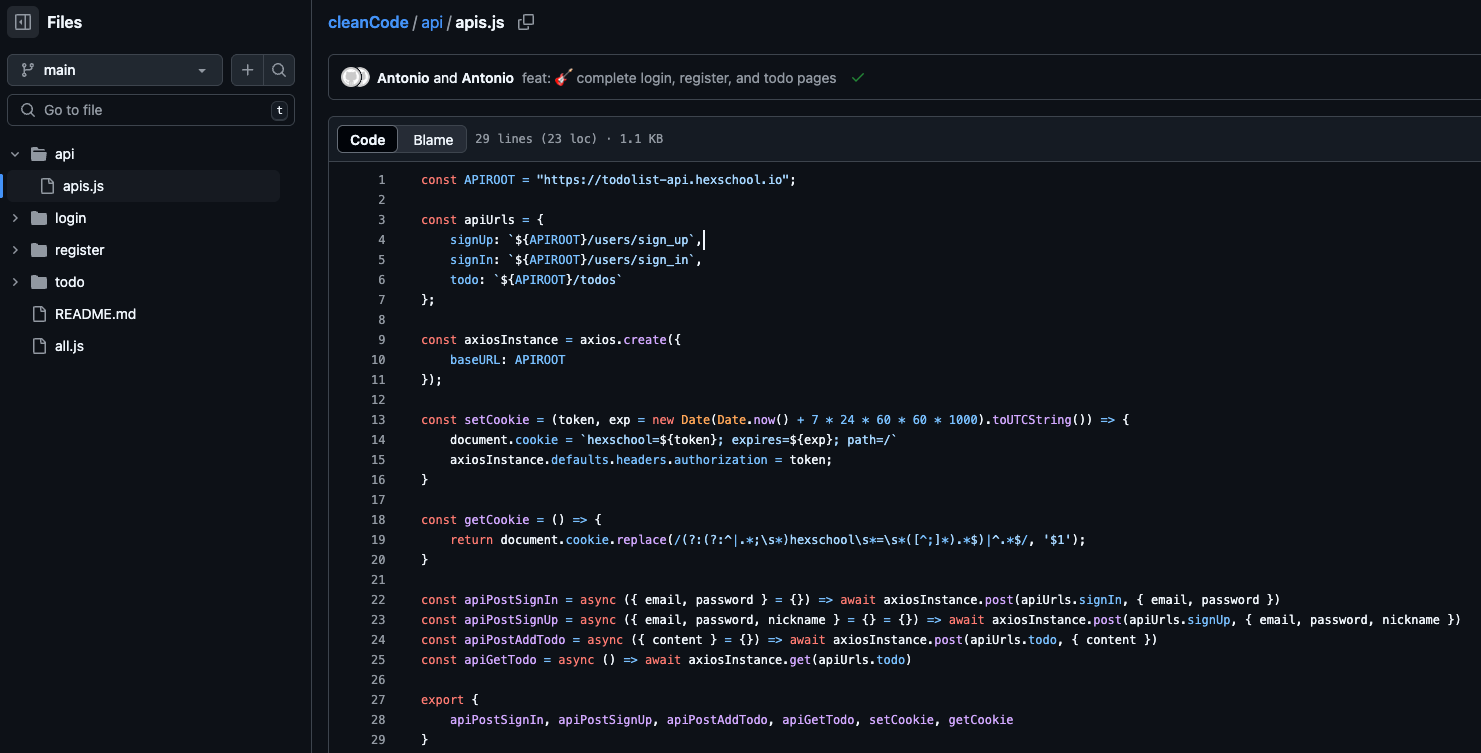 Files
main
Go to file
t
api
apis.js
login
register
todo
README.md
all.js
cleanCode / api / apis.js
Antonio and Antonio feat: 🎸 complete login, register, and todo pages
Code Blame 29 lines (23 loc) · 1.1 KB
1 const APIROOT = "https://todolist-api.hexschool.io";
2
3 const apiUrls = {
4     signUp: `${APIROOT}/users/sign_up`,
5     signIn: `${APIROOT}/users/sign_in`,
6     todo: `${APIROOT}/todos`
7 };
8
9 const axiosInstance = axios.create({
10     baseURL: APIROOT
11 });
12
13 const setCookie = (token, exp = new Date(Date.now() + 7 * 24 * 60 * 60 * 1000).toUTCString()) => {
14     document.cookie = `hexschool=${token}; expires=${exp}; path=/`
15     axiosInstance.defaults.headers.authorization = token;
16 }
17
18 const getCookie = () => {
19     return document.cookie.replace(/(?:(?:^|.*;\s*)hexschool\s*=\s*([^;]*).*$)|^.*$/, '$1');
20 }
21
22 const apiPostSignIn = async ({ email, password } = {}) => await axiosInstance.post(apiUrls.signIn, { email, password })
23 const apiPostSignUp = async ({ email, password, nickname } = {} = {}) => await axiosInstance.post(apiUrls.signUp, { email, password, nickname })
24 const apiPostAddTodo = async ({ content } = {}) => await axiosInstance.post(apiUrls.todo, { content })
25 const apiGetTodo = async () => await axiosInstance.get(apiUrls.todo)
26
27 export {
28     apiPostSignIn, apiPostSignUp, apiPostAddTodo, apiGetTodo, setCookie, getCookie
29 }